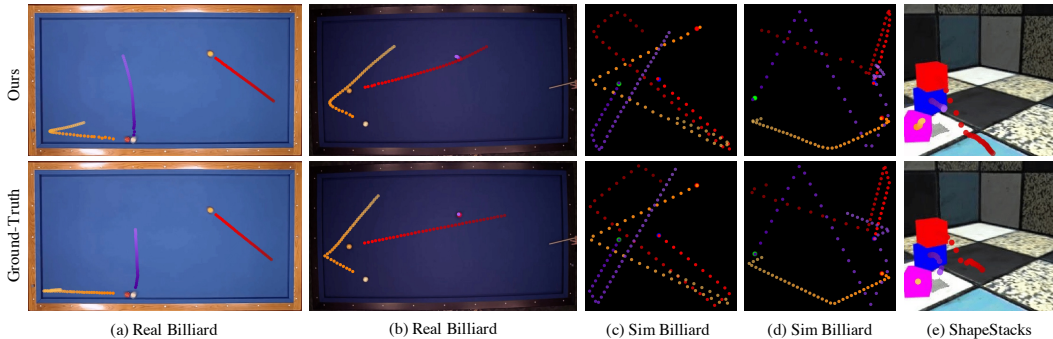 Ours
Ground-Truth
(a) Real Billiard
(b) Real Billiard
(c) Sim Billiard
(d) Sim Billiard
(e) ShapeStacks